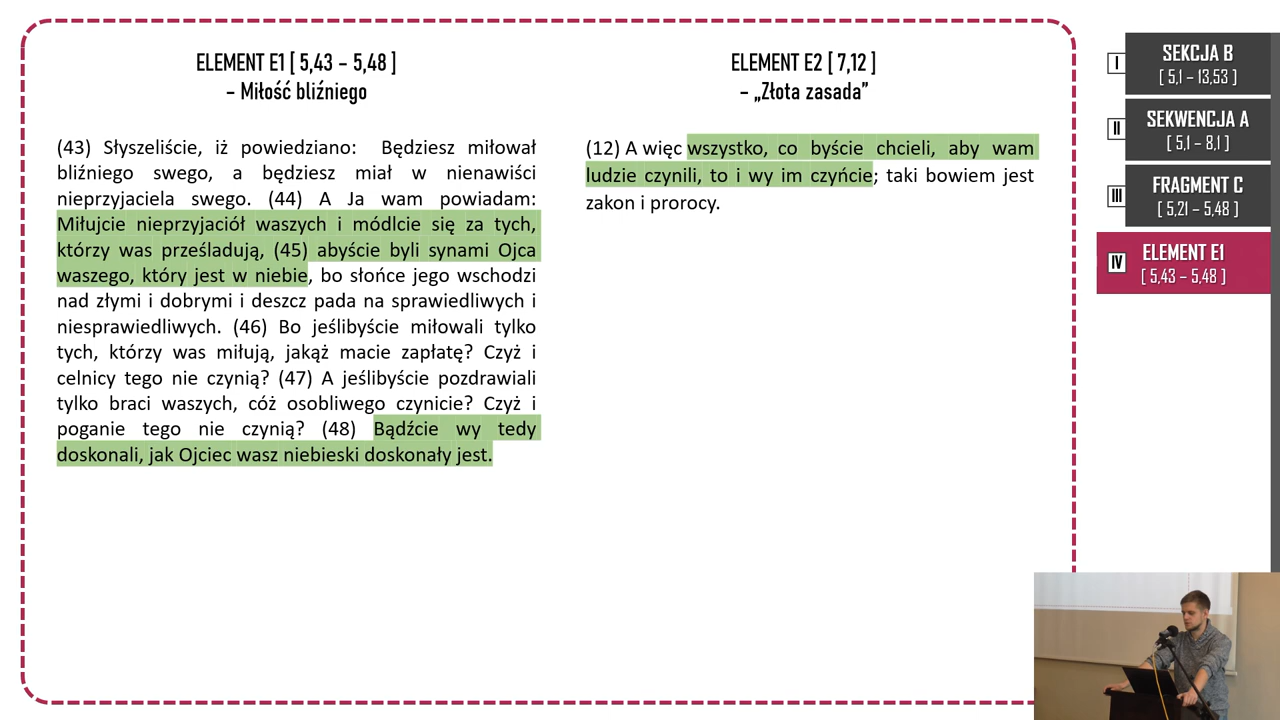 ELEMENT E1 [ 5,43 – 5,48 ]
– Miłość bliźniego
(43) Słyszeliście, iż powiedziano: Będziesz miłował
bliźniego swego, a będziesz miał w nienawiści
nieprzyjaciela swego. (44) A Ja wam powiadam:
Miłujcie nieprzyjaciół waszych i módlcie się za tych,
którzy was prześladują, (45) abyście byli synami Ojca
waszego, który jest w niebie, bo słońce jego wschodzi
nad złymi i dobrymi i deszcz pada na sprawiedliwych i
niesprawiedliwych. (46) Bo jeślibyście miłowali tylko
tych, którzy was miłują, jakąż macie zapłatę? Czyż i
celnicy tego nie czynią? (47) A jeślibyście pozdrawiali
tylko braci waszych, cóż osobliwego czynicie? Czyż i
poganie tego nie czynią? (48) Bądźcie wy tedy
doskonali, jak Ojciec wasz niebieski doskonały jest.
ELEMENT E2 [ 7,12 ]
– „Złota zasada”
(12) A więc wszystko, co byście chcieli, aby wam
ludzie czynili, to i wy im czyńcie; taki bowiem jest
zakon i prorocy.
I
SEKCJA B
[ 5,1 – 13,53 ]
II
SEKWENCJA A
[ 5,1 – 8,1 ]
III
FRAGMENT C
[ 5,21 – 5,48 ]
IV
ELEMENT E1
[ 5,43 – 5,48 ]